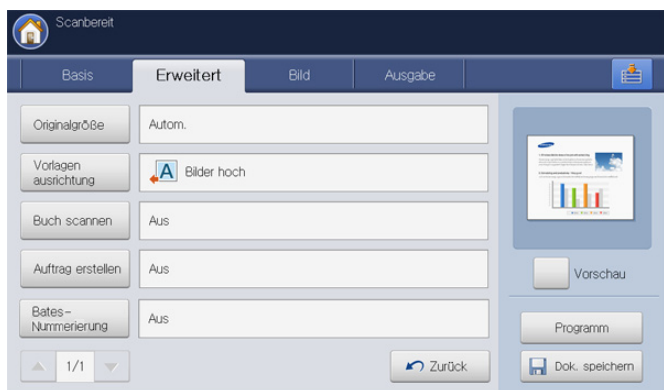 Scanbereit
Basis
Erweitert
Bild
Ausgabe
Originalgröße
Autom.
Vorlagen
ausrichtung
A
Bilder hoch
Buch scannen
Aus
Auftrag erstellen
Aus
Bates-
Nummerierung
Aus
1/1
Zurück
Vorschau
Programm
Dok. speichern